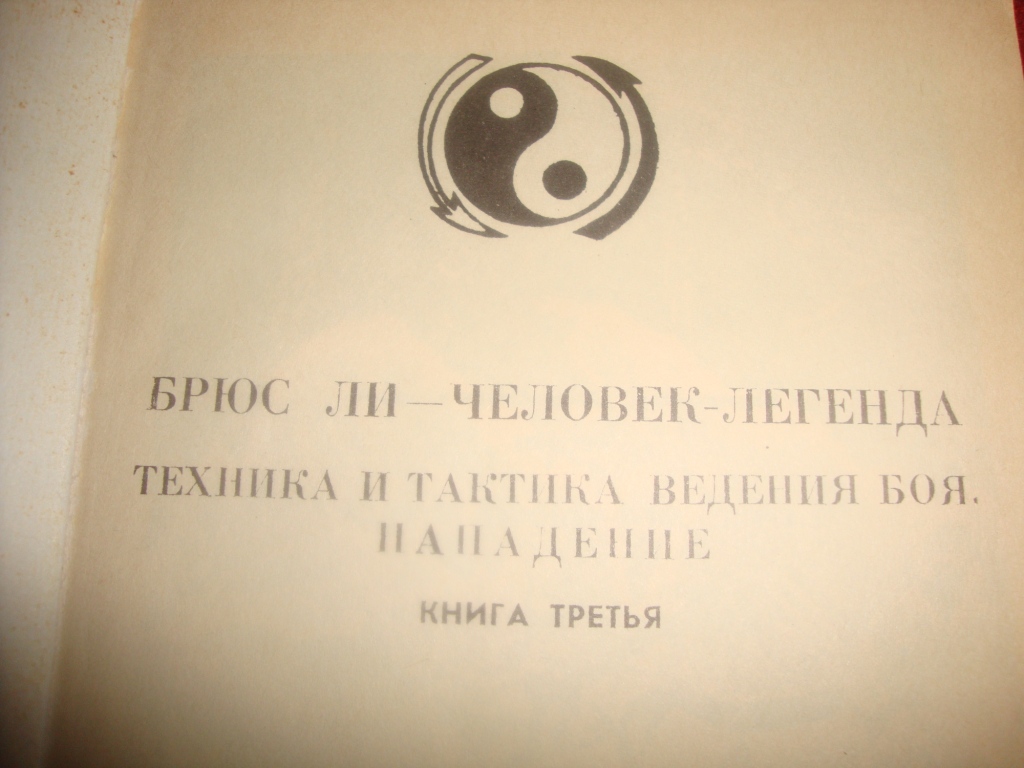 БРЮС ЛИ — ЧЕЛОВЕК-ЛЕГЕНДА
ТЕХНИКА И ТАКТИКА ВЕДЕНИЯ БОЯ.
НАПАДЕНИЕ
КНИГА ТРЕТЬЯ